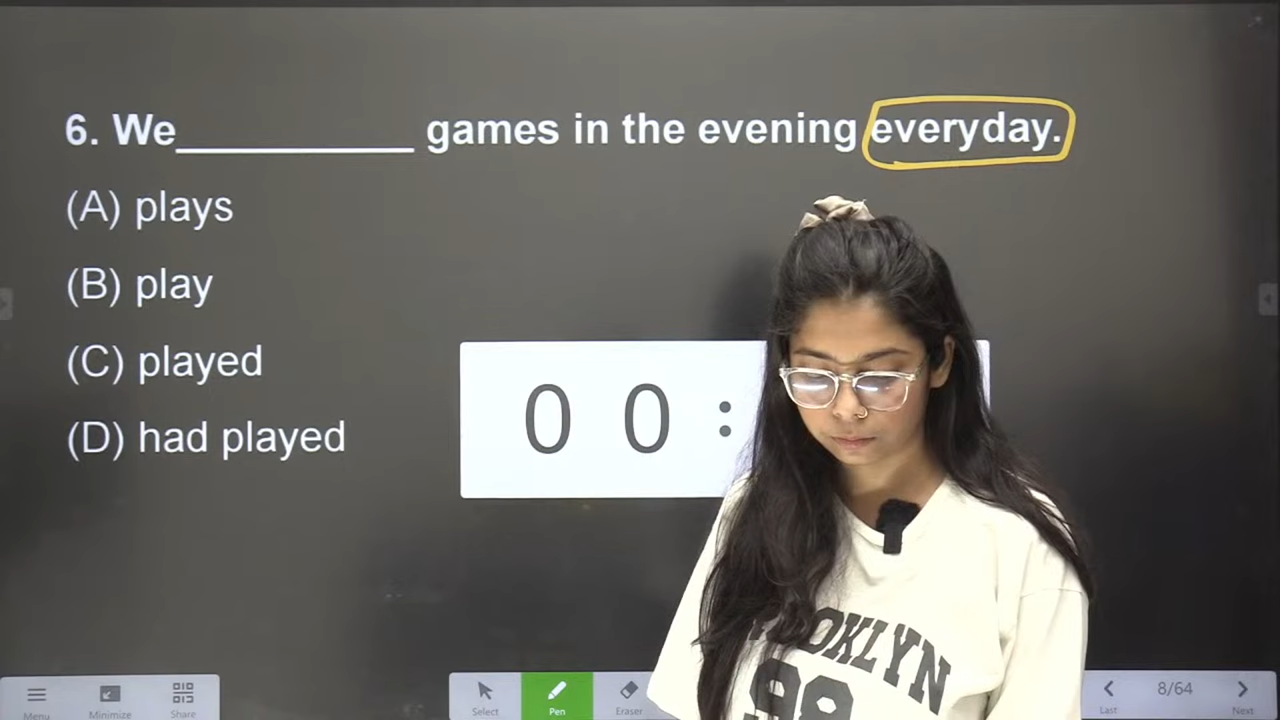 6. We__________ games in the evening everyday.
(A) plays
(B) play
(C) played
(D) had played
0 0 :
98
Menu
Minimize
Share
Select
Pen
Eraser
Last
8/64
Next